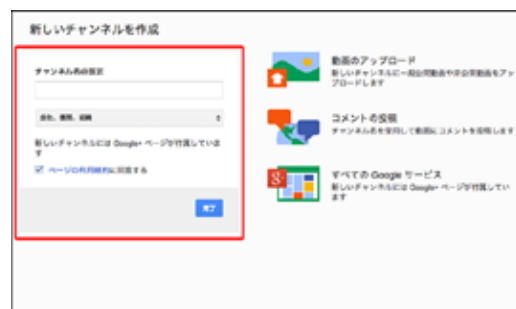 新しいチャンネルを作成
チャンネル名の設定
会社、機関、組織
新しいチャンネルには Google+ ページが付属していま
す
ページの利用規約に同意する
完了
動画のアップロード
新しいチャンネルに一般公開動画や非公開動画をアッ
プロードします
コメントの投稿
チャンネル名を使用して動画にコメントを投稿します
すべての Google サービス
新しいチャンネルには Google+ ページが付属してい
ます